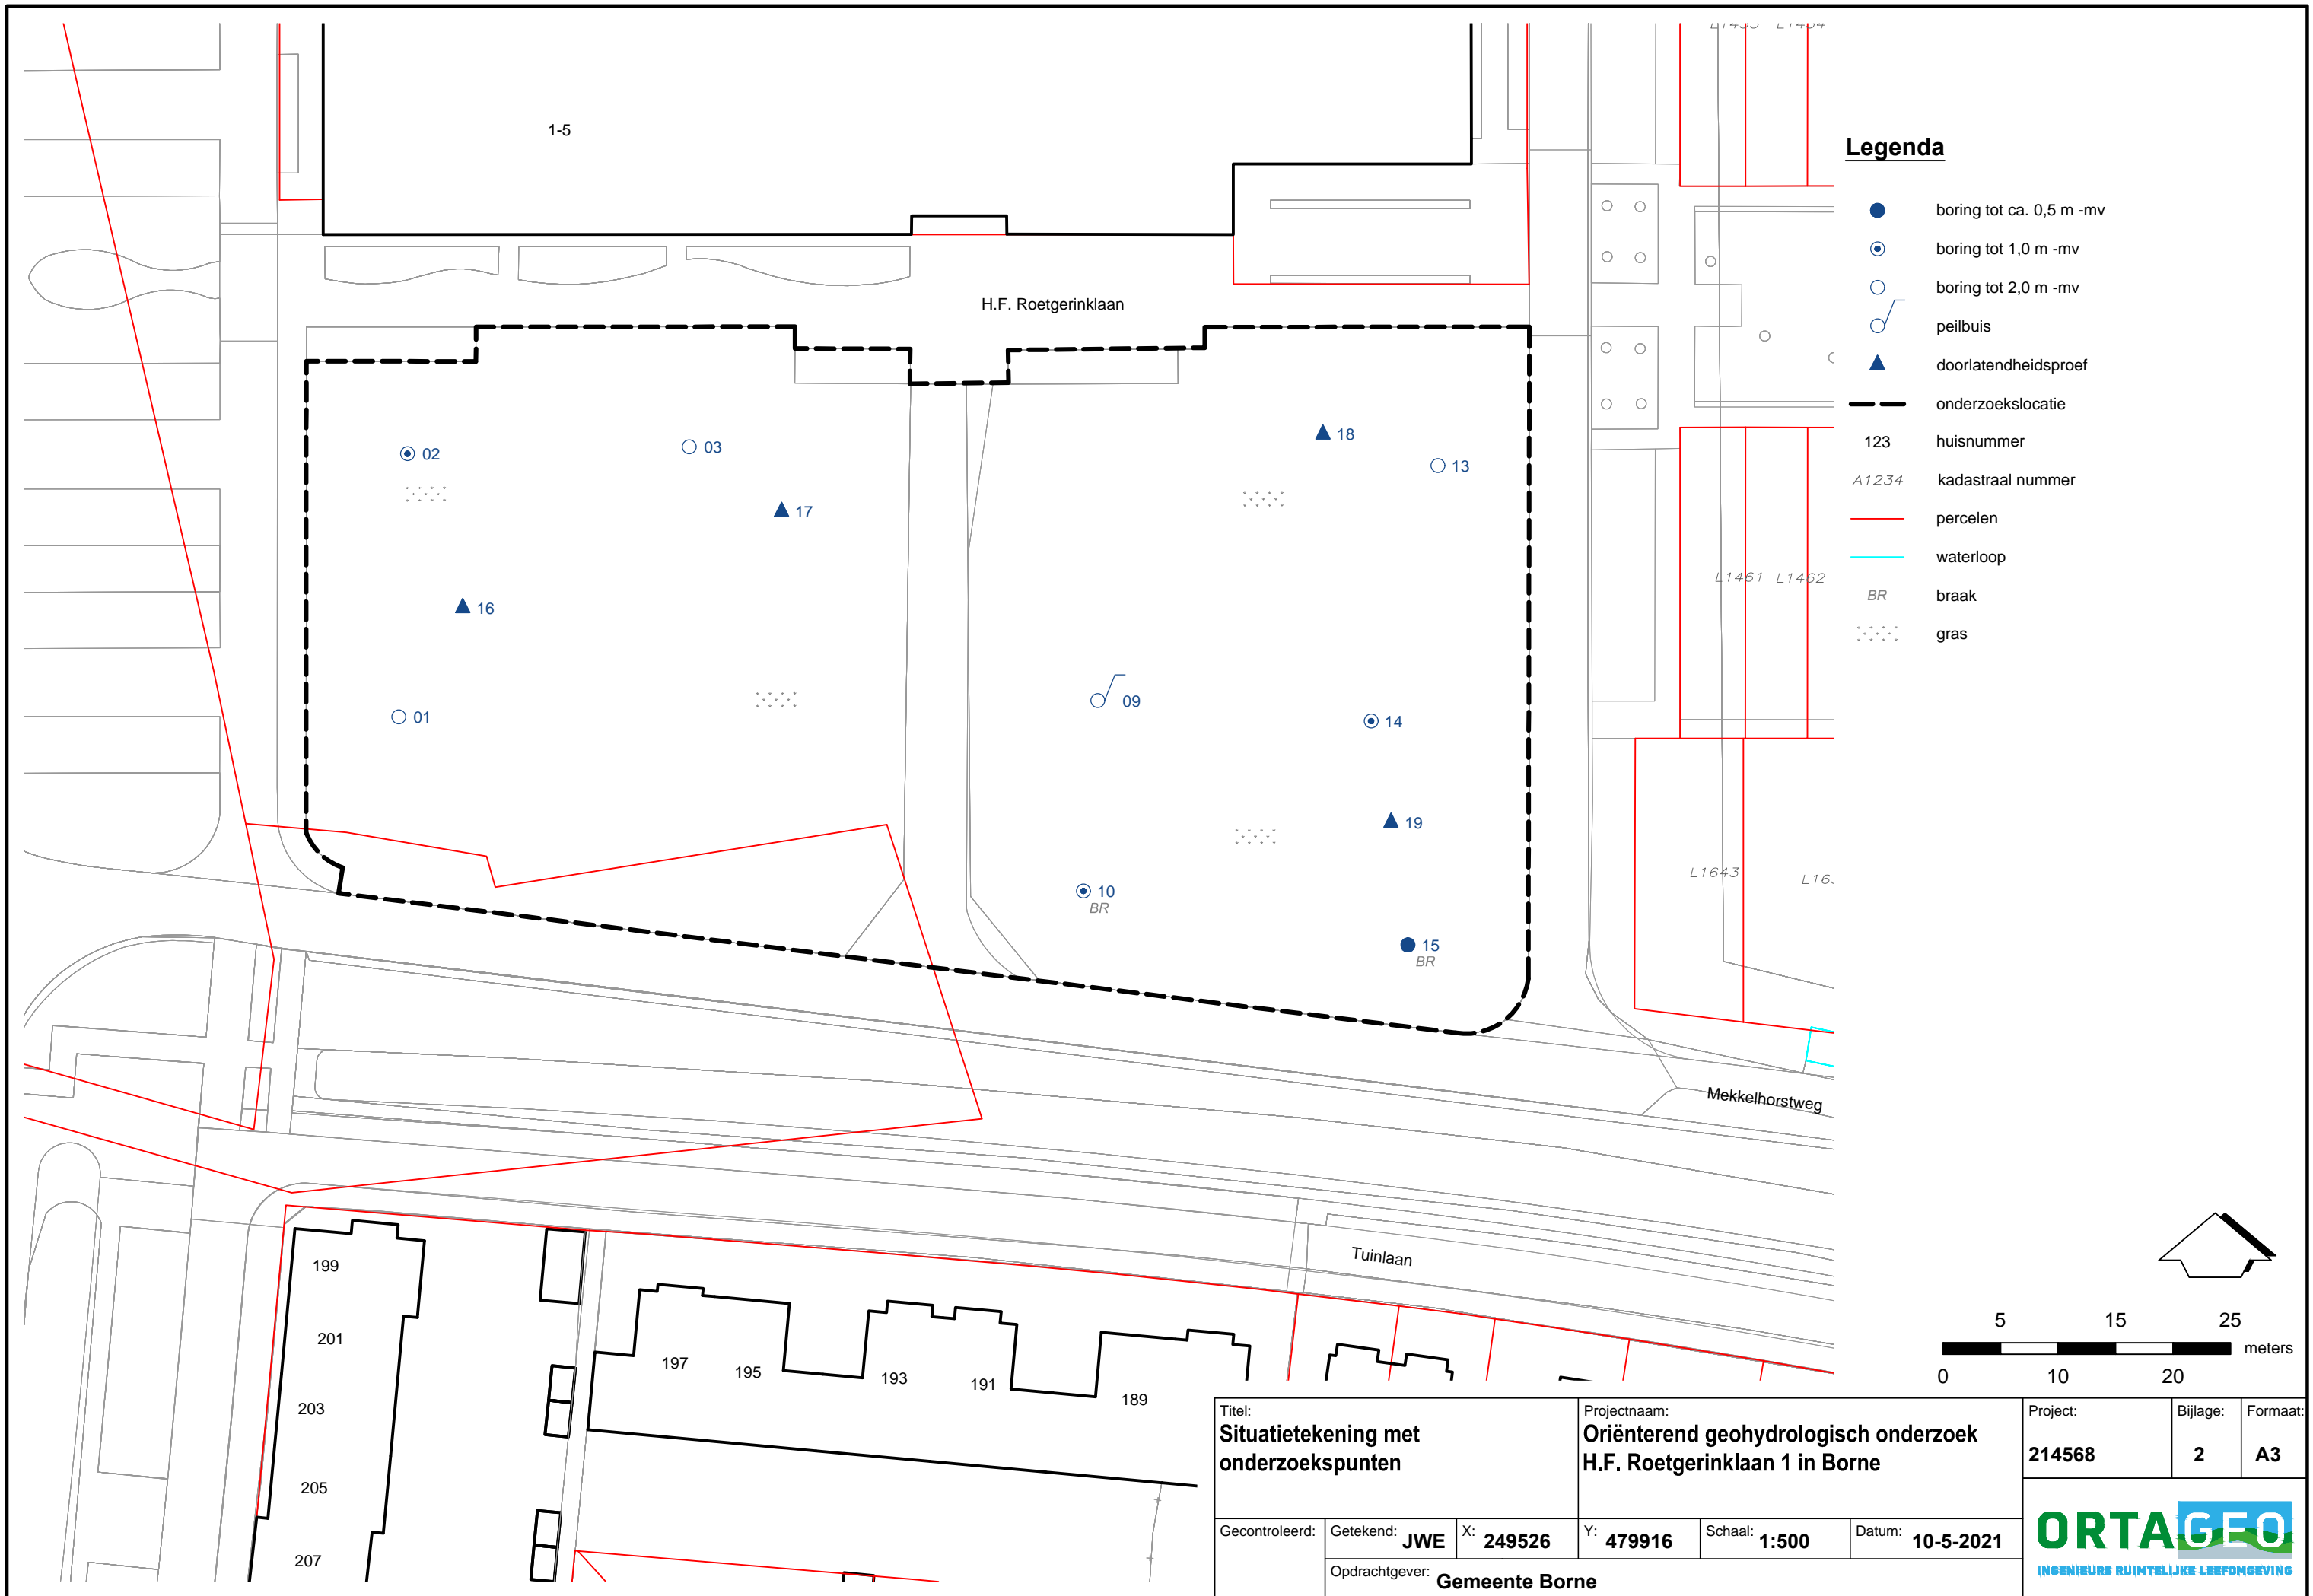 1-5
H.F. Roetgerinklaan
02
03
17
16
01
18
13
09
14
19
10
BR
15
BR
L1461
L1462
L1643
Mekkelhorstweg
Tuinlaan
199
201
203
205
207
197
195
193
191
189
Legenda
boring tot ca. 0,5 m -mv
boring tot 1,0 m -mv
boring tot 2,0 m -mv
peilbuis
doorlatendheidsproef
onderzoekslocatie
123 huisnummer
A1234 kadastraal nummer
percelen
waterloop
BR braak
gras
5 15 25
meters
0 10 20
Titel:
Situatietekening met
onderzoekspunten
Projectnaam:
Oriënterend geohydrologisch onderzoek
H.F. Roetgerinklaan 1 in Borne
Project:
214568
Bijlage:
2
Formaat:
A3
Gecontroleerd:
Getekend: JWE
X: 249526
Y: 479916
Schaal: 1:500
Datum: 10-5-2021
Opdrachtgever: Gemeente Borne
ORTAGEO
INGENIEURS RUIMTELIJKE LEEFOMGEVING